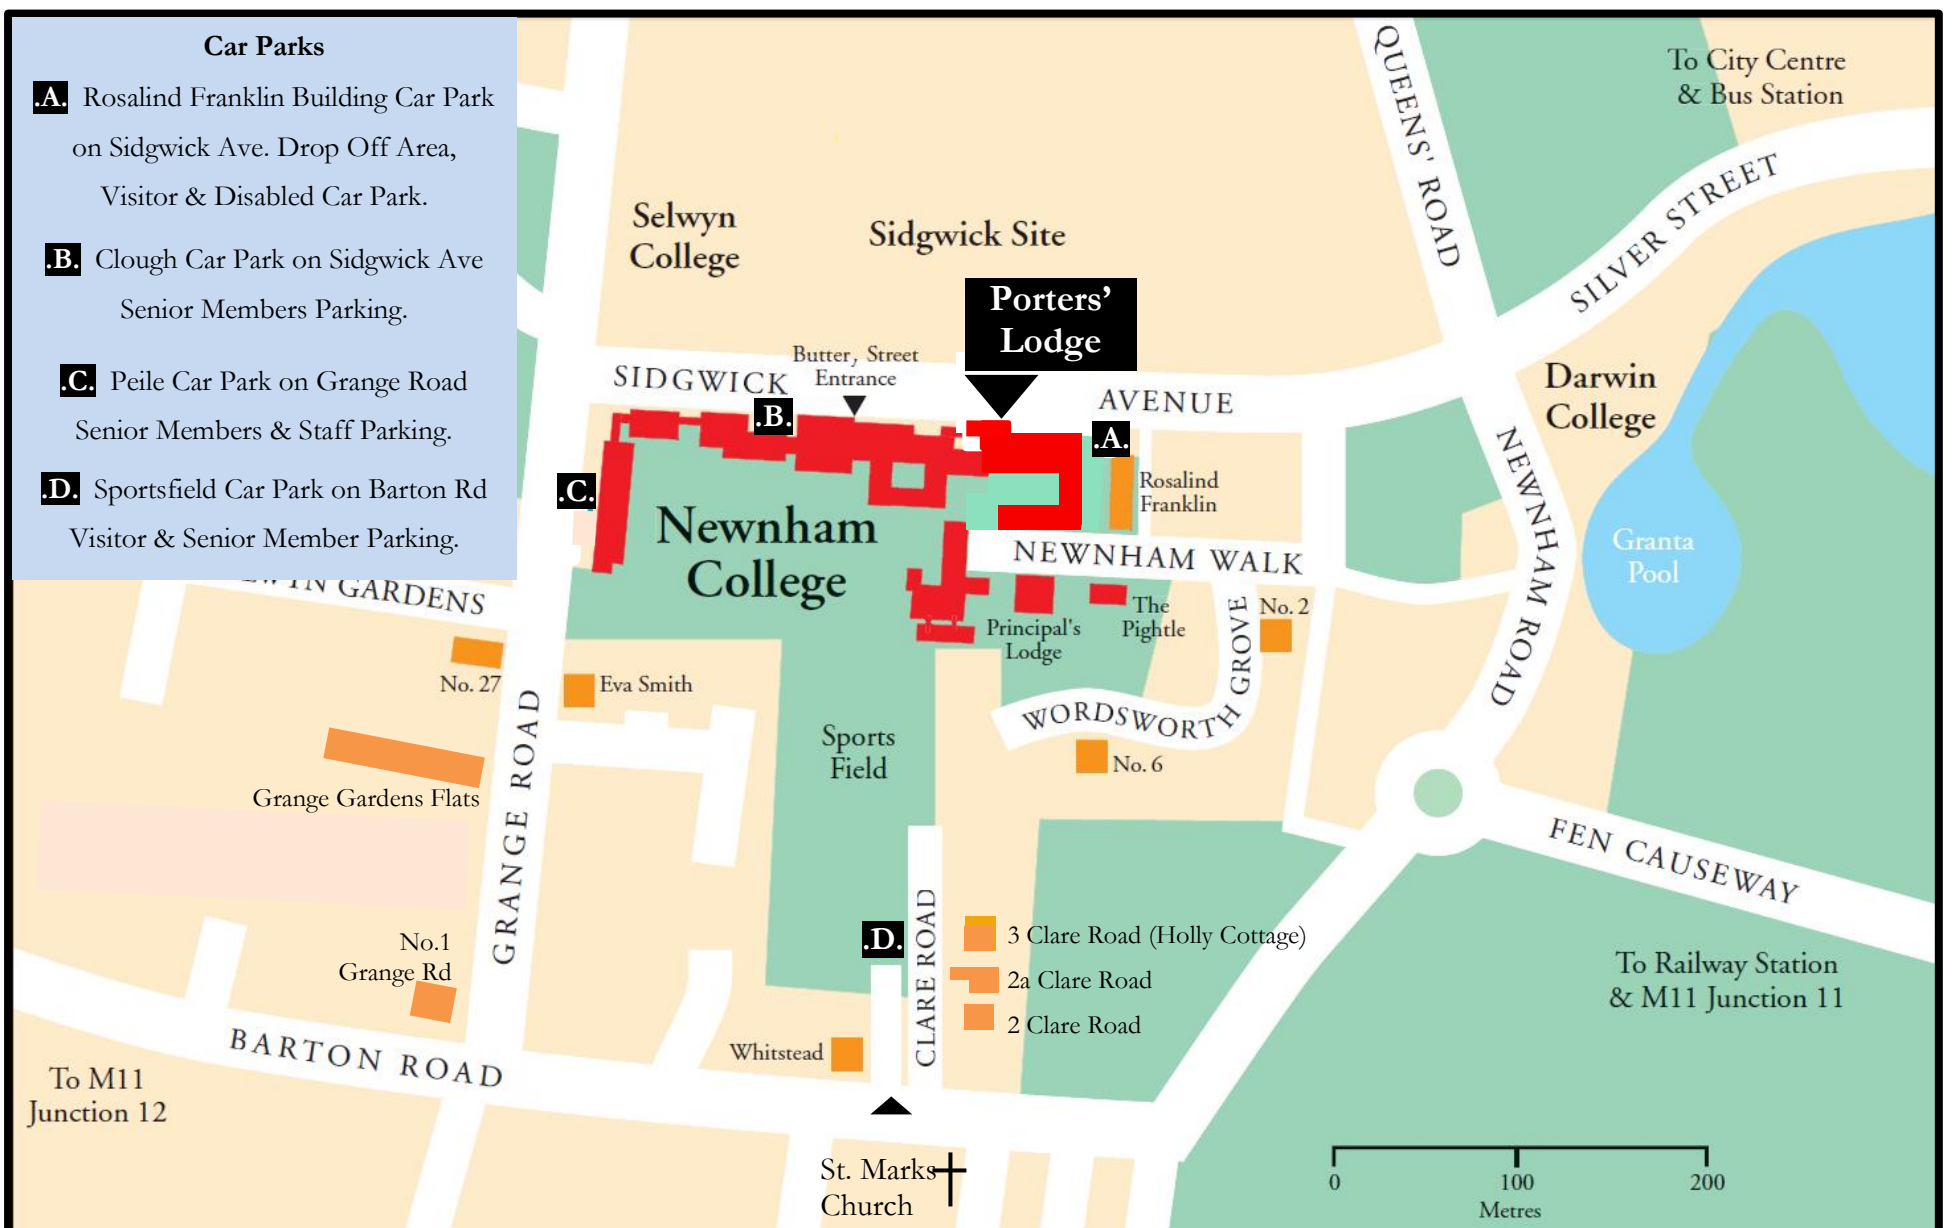 Car Parks
.A. Rosalind Franklin Building Car Park
on Sidgwick Ave. Drop Off Area,
Visitor & Disabled Car Park.
.B. Clough Car Park on Sidgwick Ave
Senior Members Parking.
.C. Peile Car Park on Grange Road
Senior Members & Staff Parking.
.D. Sportsfield Car Park on Barton Rd
Visitor & Senior Member Parking.
QUEENS' ROAD
To City Centre
& Bus Station
SILVER STREET
Selwyn
College
Sidgwick Site
Porters’
Lodge
Butter, Street
Entrance
SIDGWICK
AVENUE
Darwin
College
.B.
.A.
.C.
Rosalind
Franklin
Newnham
College
NEWNHAM WALK
NEWNHAM ROAD
Granta
Pool
GARDENS
No. 27
Eva Smith
Principal's
Lodge
The
Pightle
No. 2
WORDSWORTH GROVE
No. 6
Sports
Field
GRANGE ROAD
Grange Gardens Flats
FEN CAUSEWAY
No.1
Grange Rd
.D.
CLARE ROAD
3 Clare Road (Holly Cottage)
2a Clare Road
2 Clare Road
To Railway Station
& M11 Junction 11
BARTON ROAD
Whitstead
To M11
Junction 12
St. Marks
Church
0 100 200
Metres